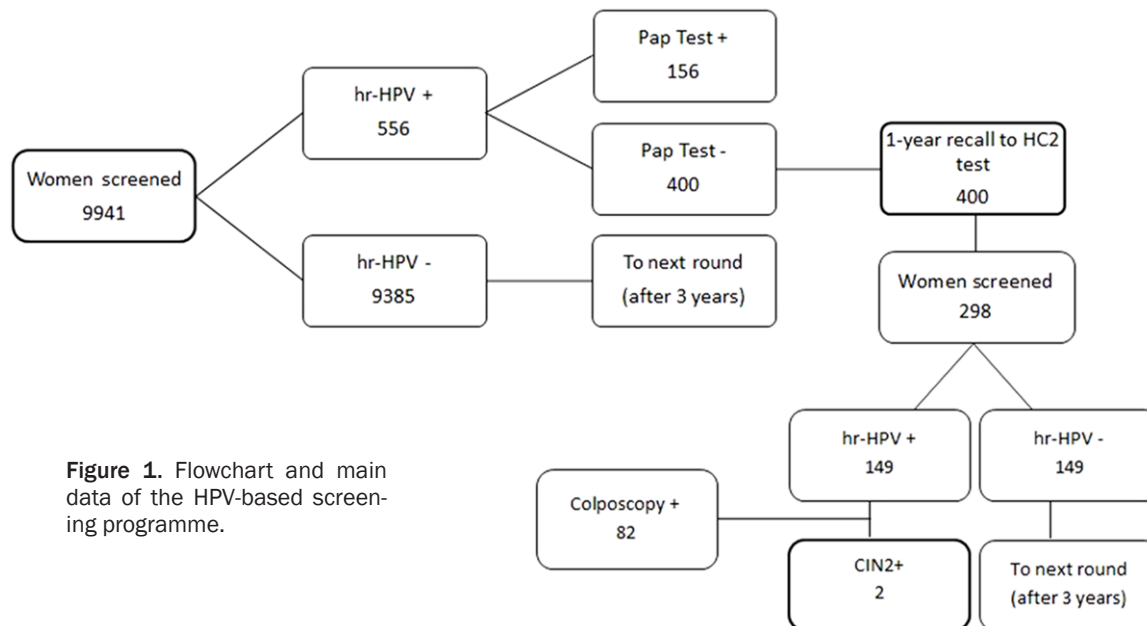 Women screened
9941
hr-HPV +
556
hr-HPV -
9385
Pap Test +
156
Pap Test -
400
To next round
(after 3 years)
1-year recall to HC2
test
400
Women screened
298
hr-HPV +
149
hr-HPV -
149
Colposcopy +
82
CIN2+
2
To next round
(after 3 years)
Figure 1. Flowchart and main
data of the HPV-based screen-
ing programme.